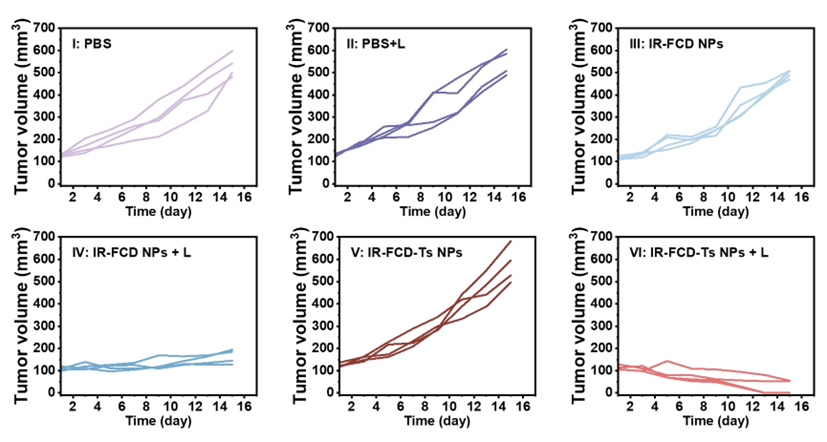 I: PBS
Tumor volume (mm³)
700
600
500
400
300
200
100
0
2 4 6 8 10 12 14 16
Time (day)
II: PBS+L
Tumor volume (mm³)
700
600
500
400
300
200
100
0
2 4 6 8 10 12 14 16
Time (day)
III: IR-FCD NPs
Tumor volume (mm³)
700
600
500
400
300
200
100
0
2 4 6 8 10 12 14 16
Time (day)
IV: IR-FCD NPs + L
Tumor volume (mm³)
700
600
500
400
300
200
100
0
2 4 6 8 10 12 14 16
Time (day)
V: IR-FCD-Ts NPs
Tumor volume (mm³)
700
600
500
400
300
200
100
0
2 4 6 8 10 12 14 16
Time (day)
VI: IR-FCD-Ts NPs + L
Tumor volume (mm³)
700
600
500
400
300
200
100
0
2 4 6 8 10 12 14 16
Time (day)